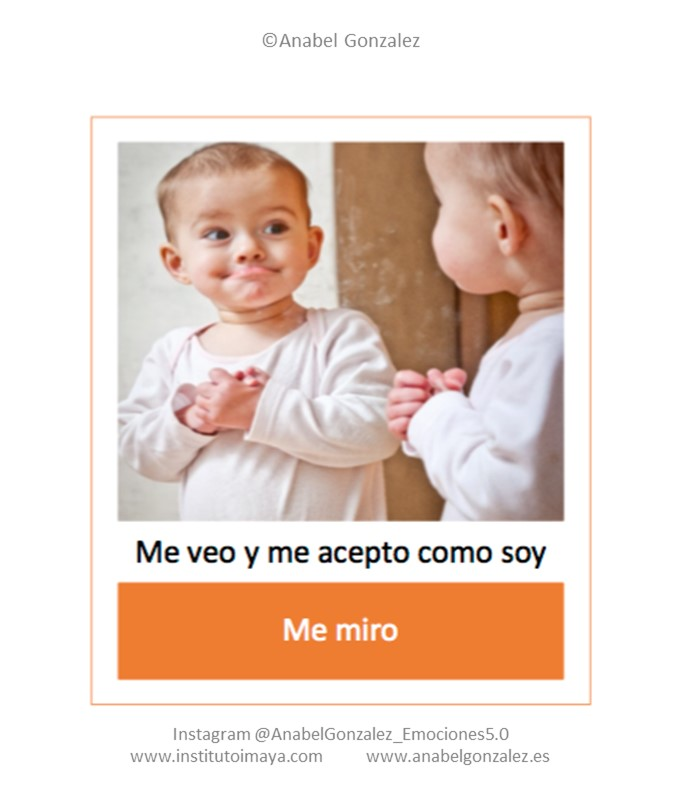 ©Anabel Gonzalez
Me veo y me acepto como soy
Me miro
Instagram @AnabelGonzalez_Emociones5.0
www.institutoimaya.com www.anabelgonzalez.es